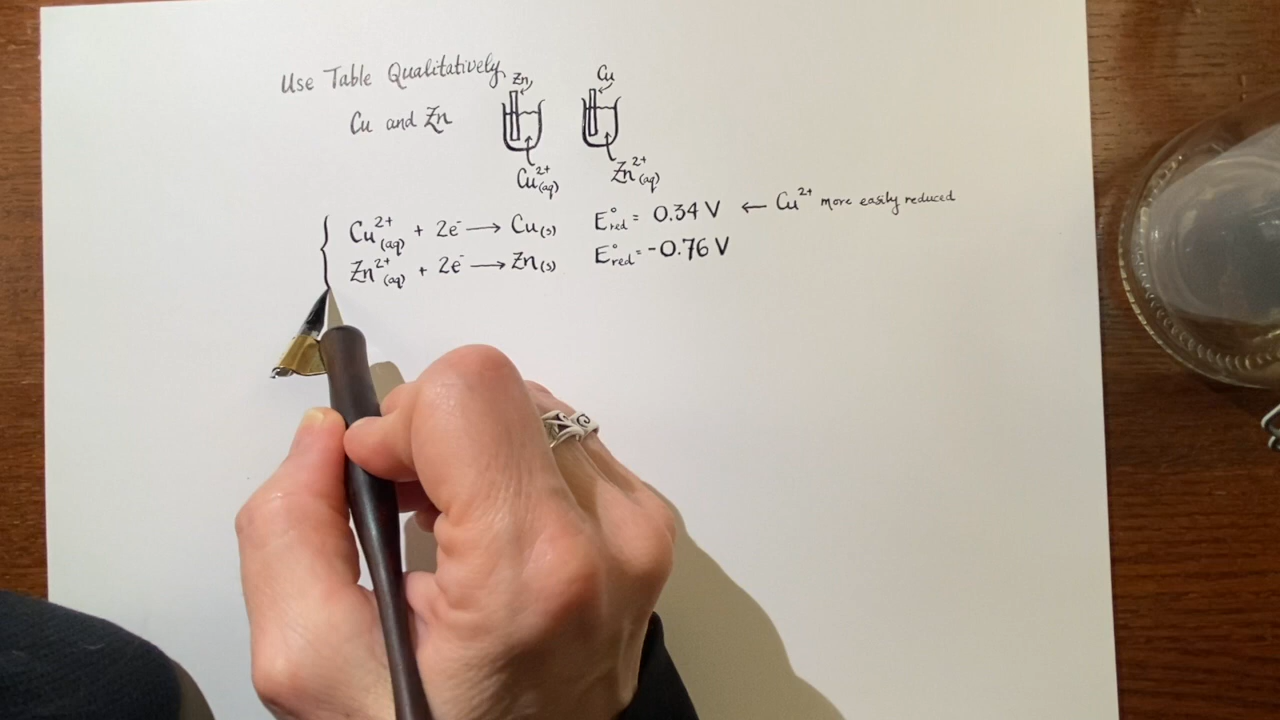 Use Table Qualitatively
Zn
Cu
Cu and Zn
Cu²⁺(aq)
Zn²⁺(aq)
Cu²⁺(aq) + 2e⁻ → Cu(s) E°red = 0.34 V ← Cu²⁺ more easily reduced
Zn²⁺(aq) + 2e⁻ → Zn(s) E°red = -0.76 V